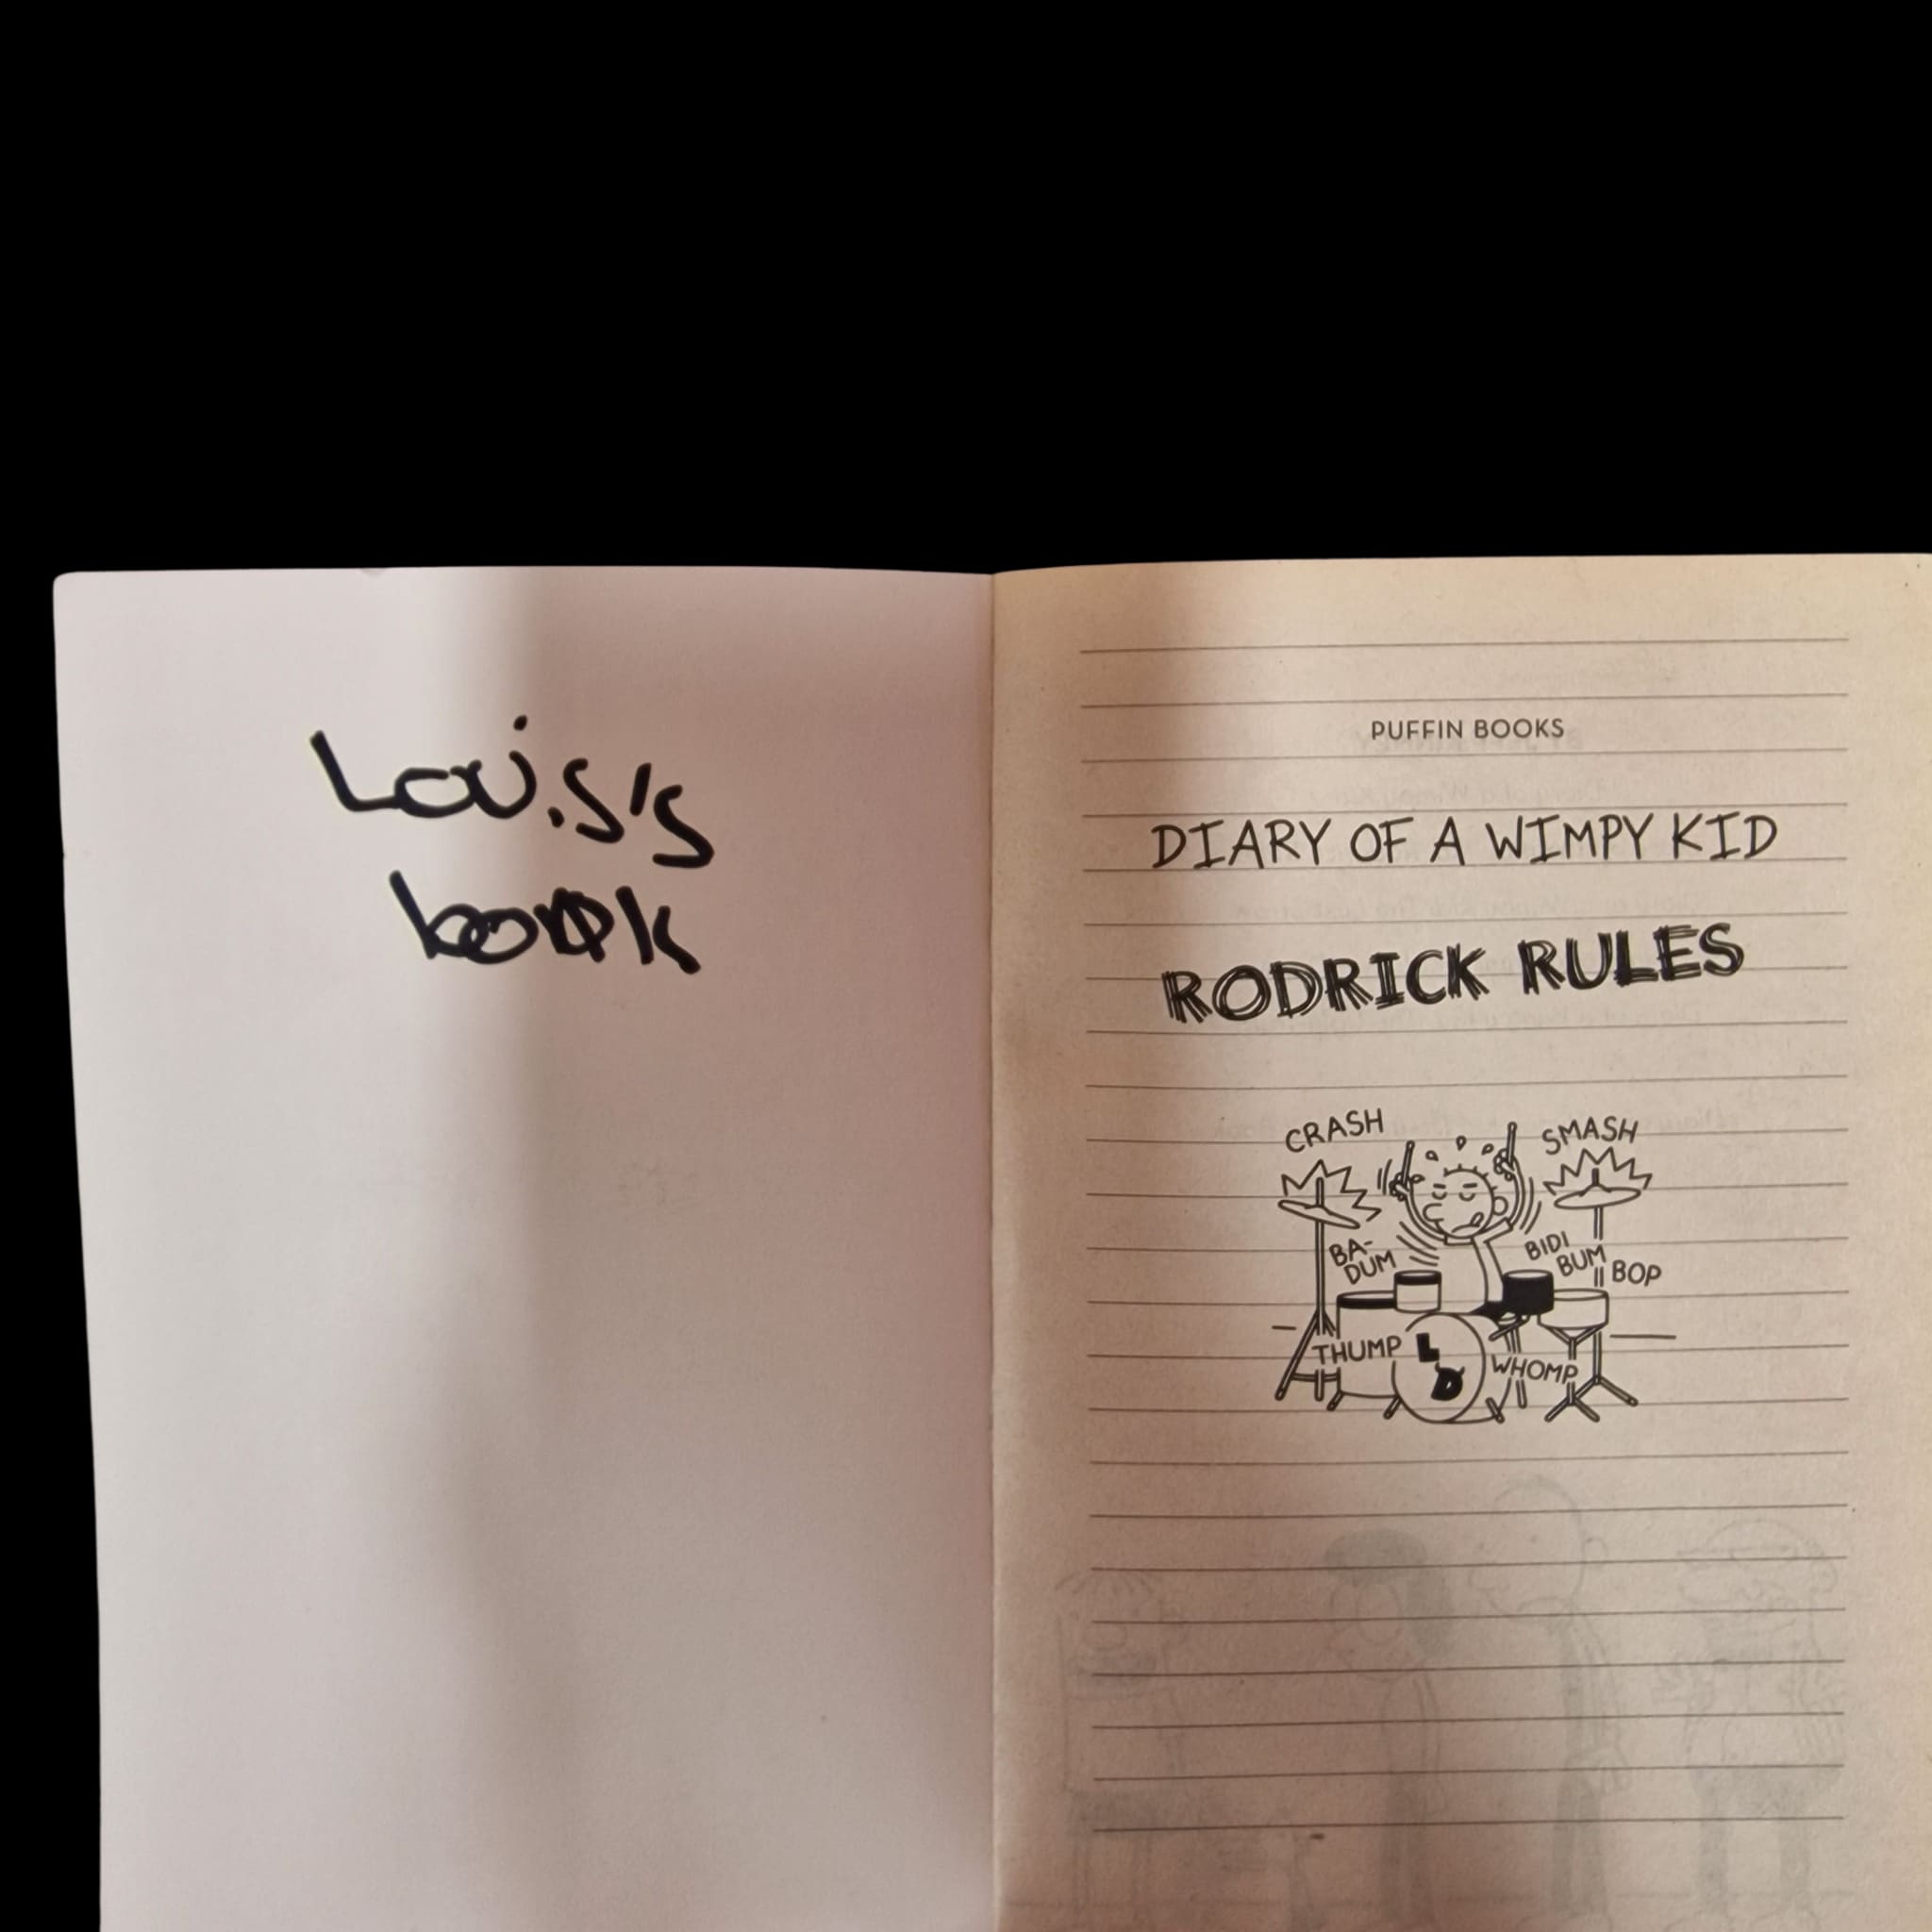 Louis's
book
PUFFIN BOOKS
DIARY OF A WIMPY KID
RODRICK RULES
CRASH
SMASH
BA-
DUM
BIDI
BUM
BOP
THUMP
L
D
WHOMP